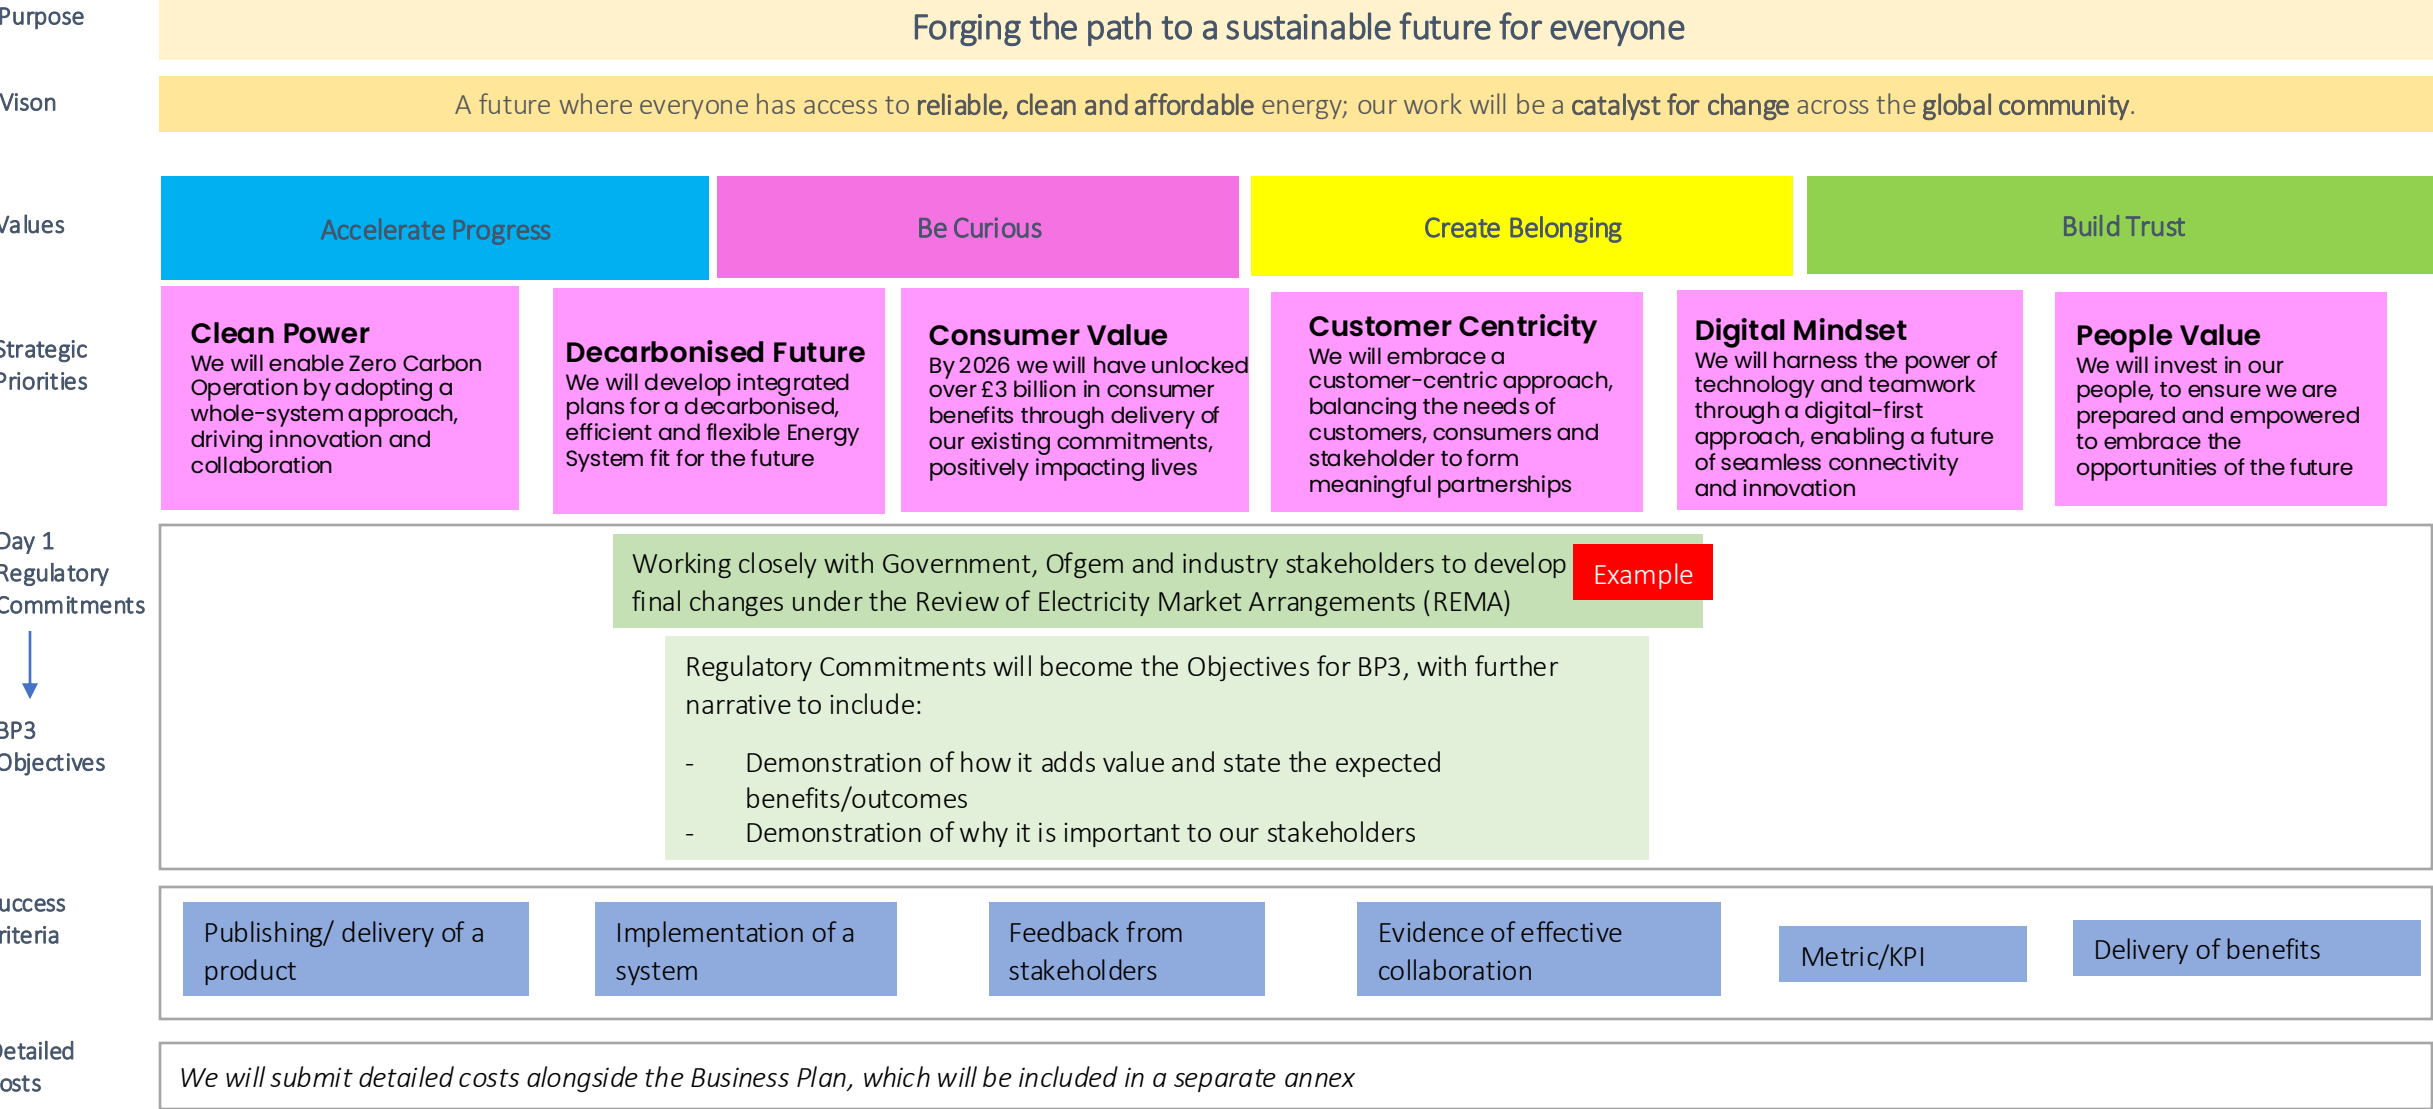 Purpose
Forging the path to a sustainable future for everyone
Vison
A future where everyone has access to reliable, clean and affordable energy; our work will be a catalyst for change across the global community.
Values
Accelerate Progress
Be Curious
Create Belonging
Build Trust
Strategic
Priorities
Clean Power
We will enable Zero Carbon
Operation by adopting a
whole-system approach,
driving innovation and
collaboration
Decarbonised Future
We will develop integrated
plans for a decarbonised,
efficient and flexible Energy
System fit for the future
Consumer Value
By 2026 we will have unlocked
over £3 billion in consumer
benefits through delivery of
our existing commitments,
positively impacting lives
Customer Centricity
We will embrace a
customer-centric approach,
balancing the needs of
customers, consumers and
stakeholder to form
meaningful partnerships
Digital Mindset
We will harness the power of
technology and teamwork
through a digital-first
approach, enabling a future
of seamless connectivity
and innovation
People Value
We will invest in our
people, to ensure we are
prepared and empowered
to embrace the
opportunities of the future
Day 1
Regulatory
Commitments
BP3
Objectives
Working closely with Government, Ofgem and industry stakeholders to develop
final changes under the Review of Electricity Market Arrangements (REMA)
Example
Regulatory Commitments will become the Objectives for BP3, with further
narrative to include:
- Demonstration of how it adds value and state the expected
benefits/outcomes
- Demonstration of why it is important to our stakeholders
uccess
riteria
Publishing/ delivery of a
product
Implementation of a
system
Feedback from
stakeholders
Evidence of effective
collaboration
Metric/KPI
Delivery of benefits
Detailed
osts
We will submit detailed costs alongside the Business Plan, which will be included in a separate annex